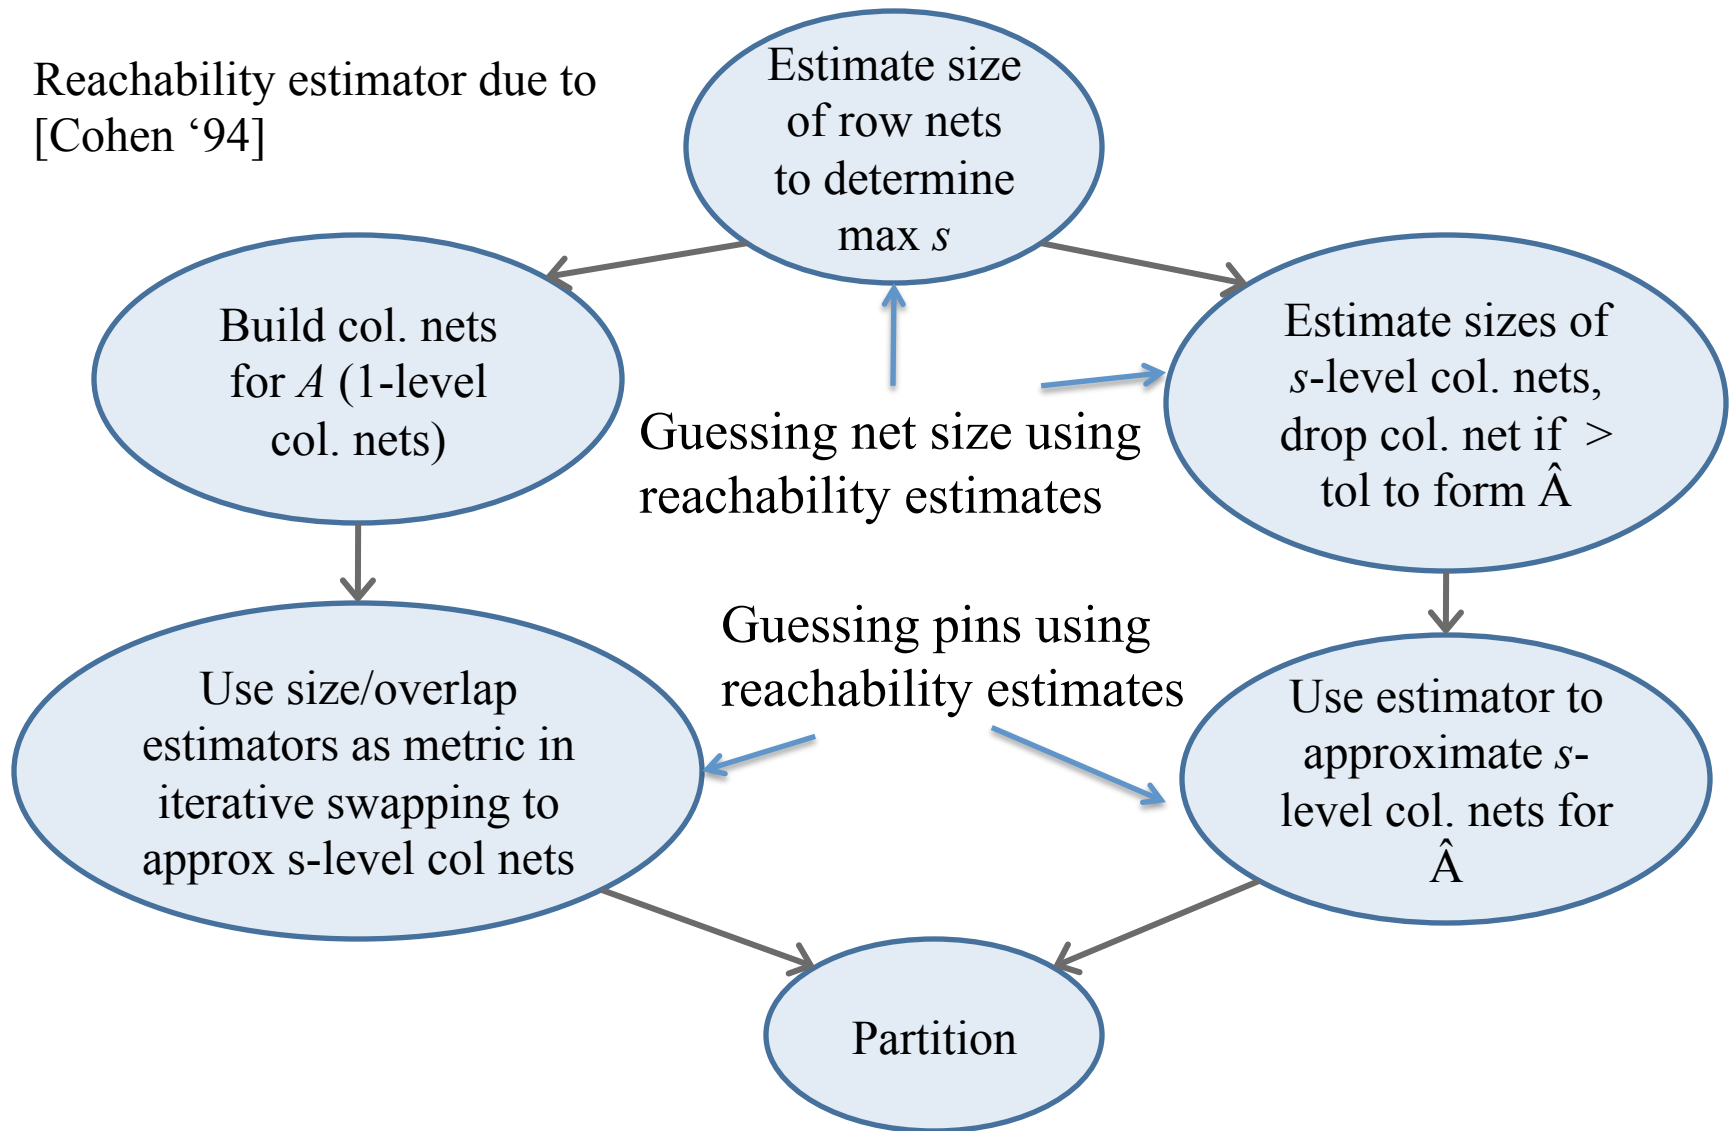 Reachability estimator due to
[Cohen ‘94]
Estimate size
of row nets
to determine
max s
Build col. nets
for A (1-level
col. nets)
Estimate sizes of
s-level col. nets,
drop col. net if >
tol to form Â
Guessing net size using
reachability estimates
Guessing pins using
reachability estimates
Use size/overlap
estimators as metric in
iterative swapping to
approx s-level col nets
Use estimator to
approximate s-
level col. nets for
Â
Partition